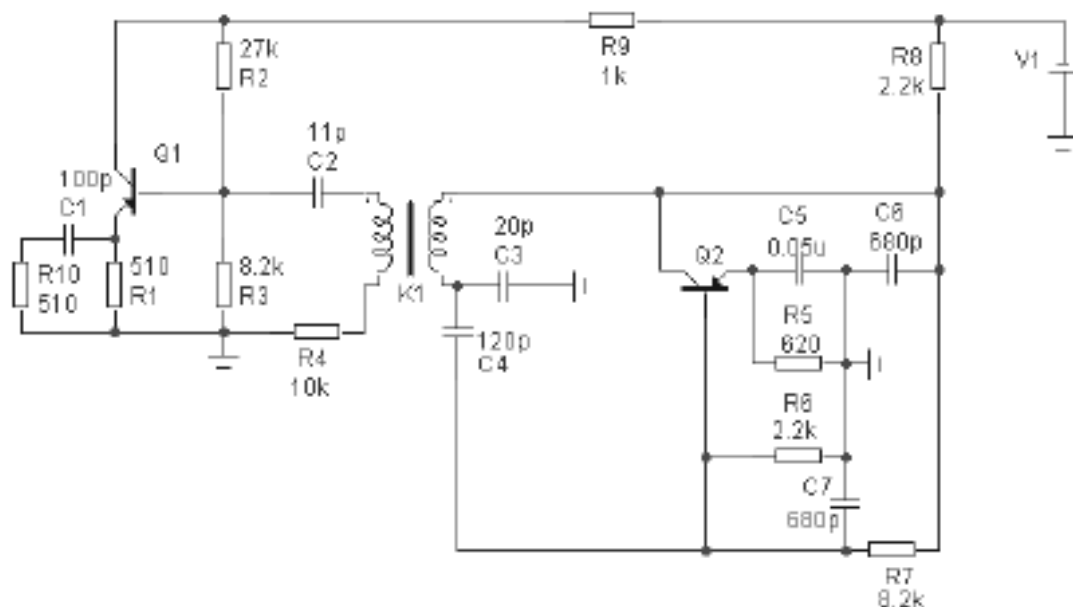 27k
R2
R9
1k
R8
2.2k
V1
Q1
11p
C2
100p
C1
R10
510
510
R1
8.2k
R3
R4
10k
K1
20p
C3
120p
C4
Q2
C5
0.05u
C6
680p
R5
620
R6
2.2k
C7
680p
R7
8.2k